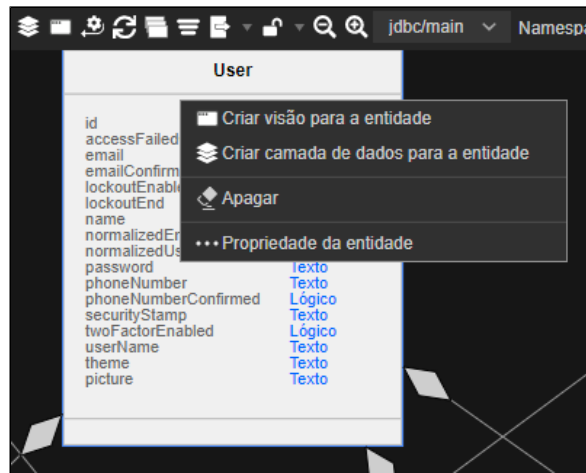 jdbc/main
User
id
accessFailed
email
emailConfirm
lockoutEnable
lockoutEnd
name
normalizedEr
normalizedUs
password Texto
phoneNumber Texto
phoneNumberConfirmed Lógico
securityStamp Texto
twoFactorEnabled Lógico
userName Texto
theme Texto
picture Texto
Criar visão para a entidade
Criar camada de dados para a entidade
Apagar
Propriedade da entidade